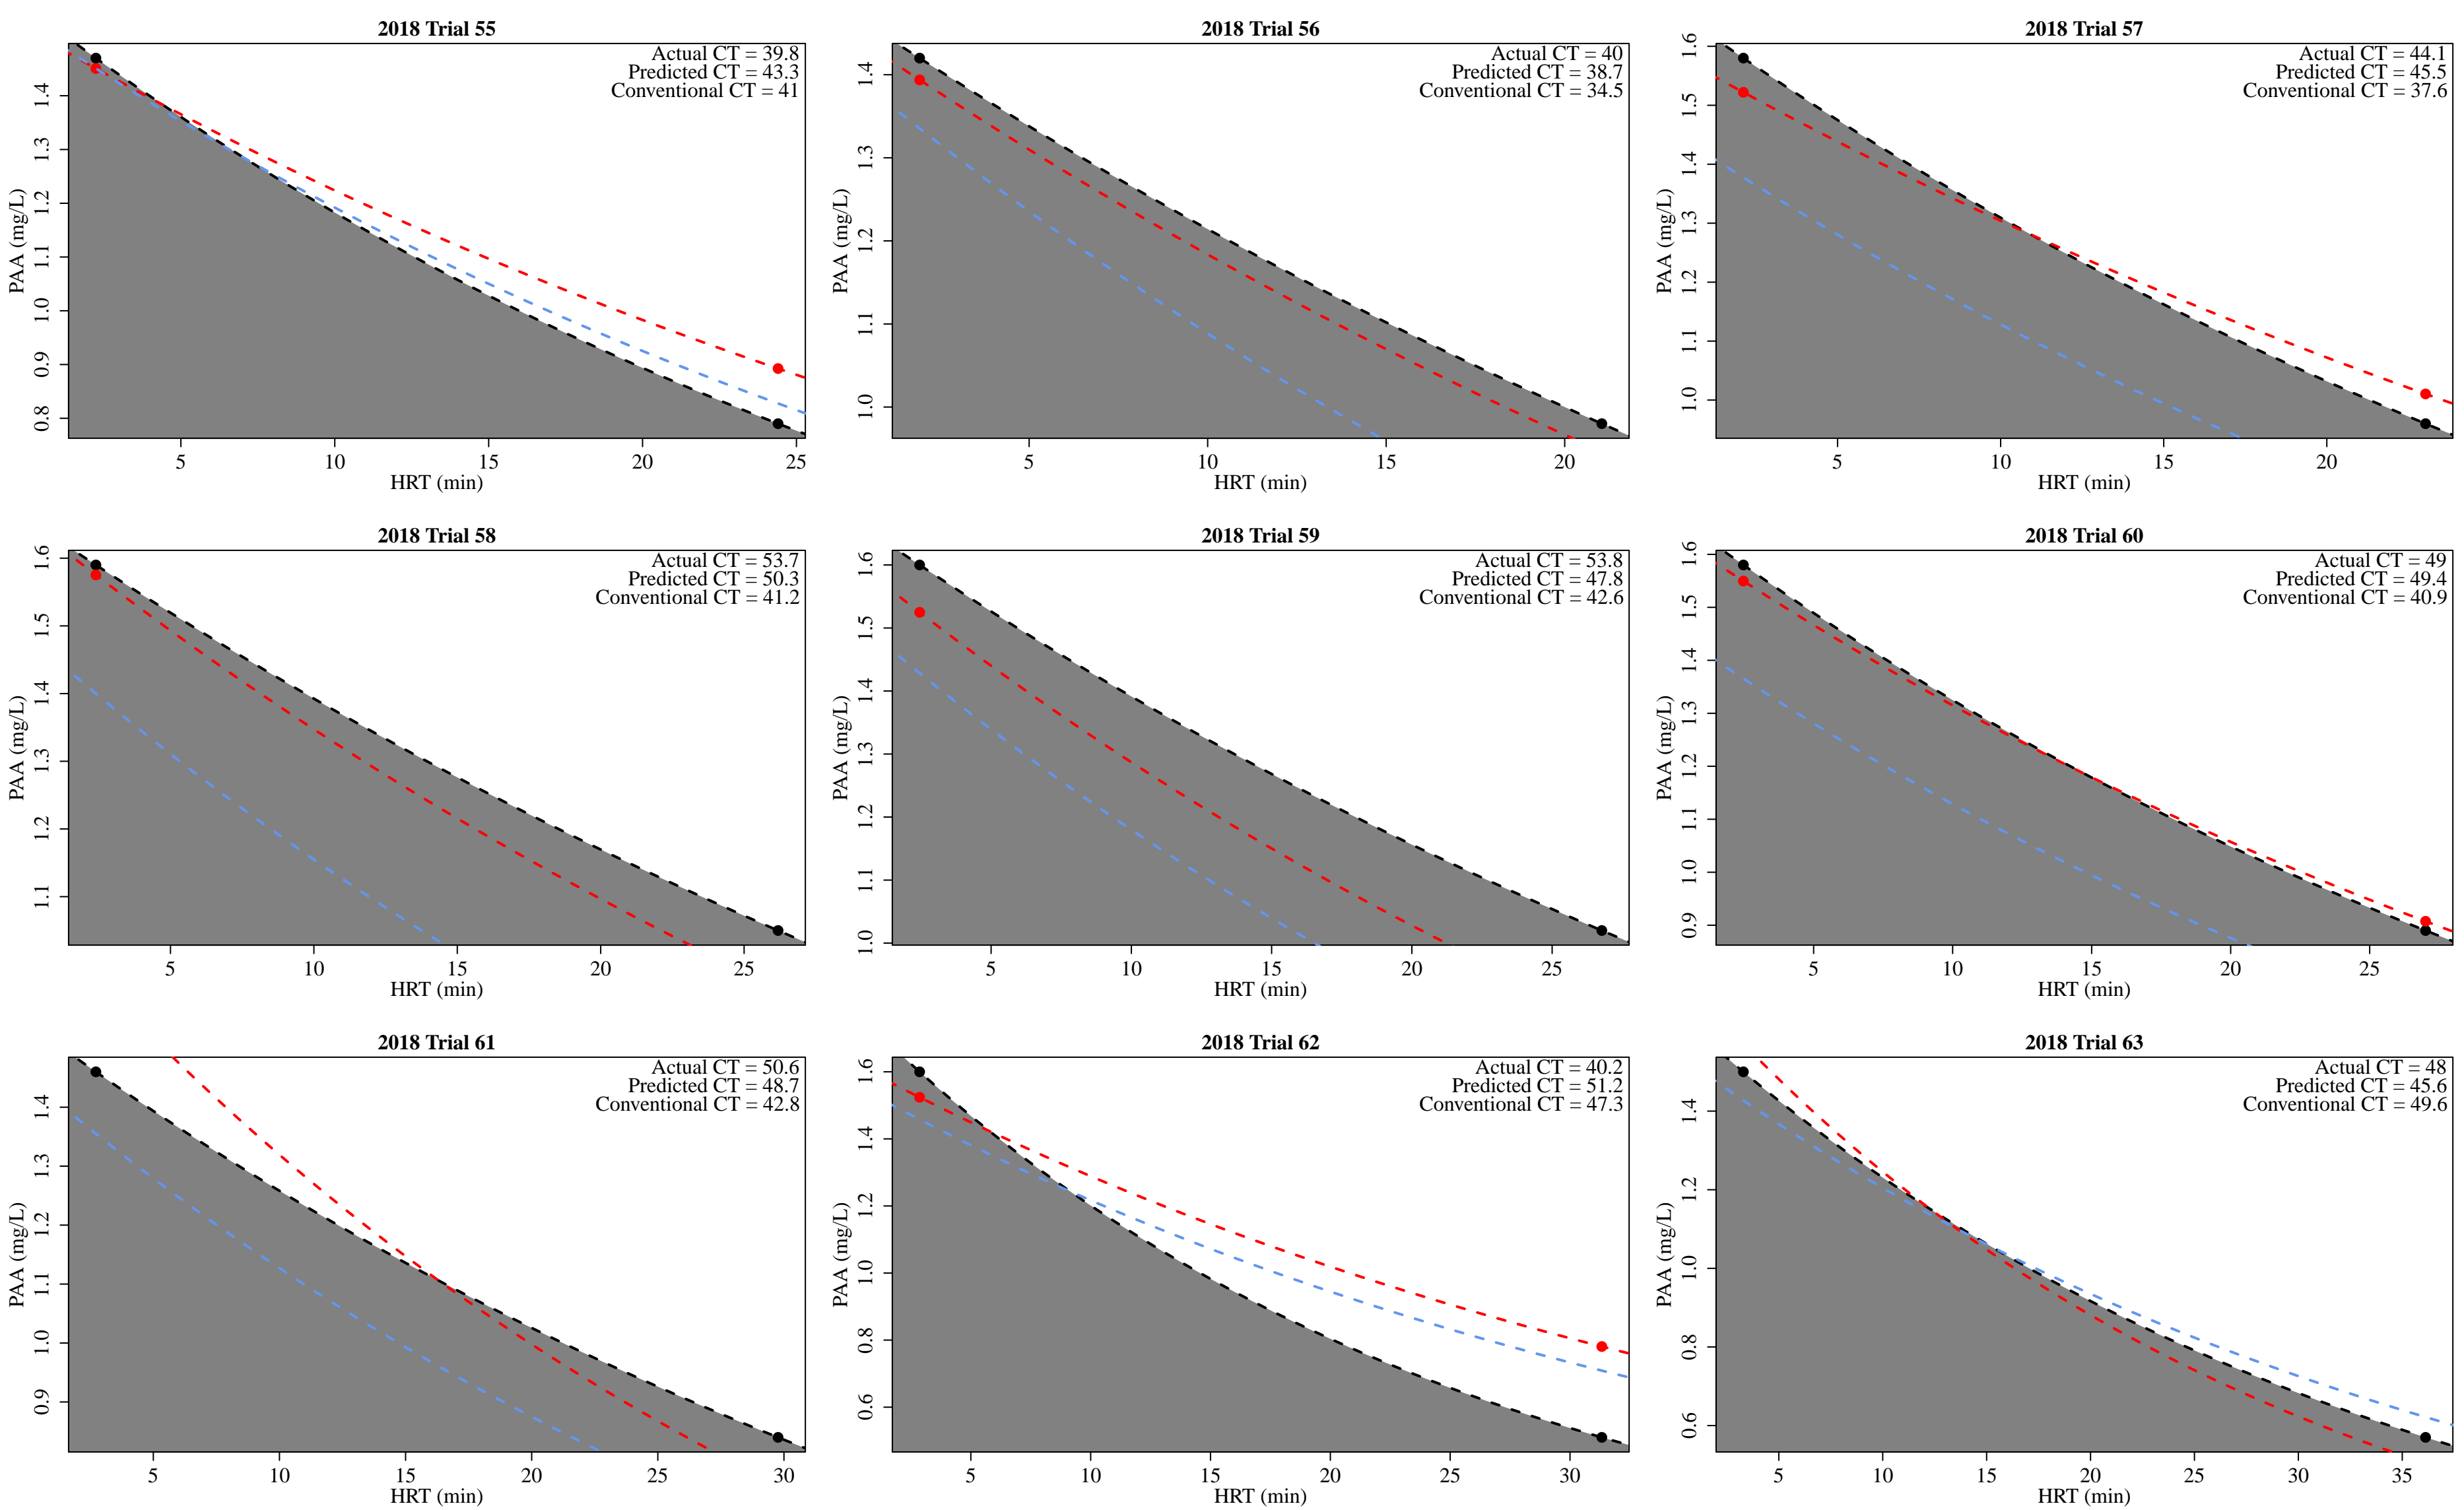 2018 Trial 55
Actual CT = 39.8
Predicted CT = 43.3
Conventional CT = 41
PAA (mg/L)
0.8 0.9 1.0 1.1 1.2 1.3 1.4
5 10 15 20 25
HRT (min)
2018 Trial 56
Actual CT = 40
Predicted CT = 38.7
Conventional CT = 34.5
PAA (mg/L)
1.0 1.1 1.2 1.3 1.4
5 10 15 20
HRT (min)
2018 Trial 57
Actual CT = 44.1
Predicted CT = 45.5
Conventional CT = 37.6
PAA (mg/L)
1.0 1.1 1.2 1.3 1.4 1.5 1.6
5 10 15 20
HRT (min)
2018 Trial 58
Actual CT = 53.7
Predicted CT = 50.3
Conventional CT = 41.2
PAA (mg/L)
1.1 1.2 1.3 1.4 1.5 1.6
5 10 15 20 25
HRT (min)
2018 Trial 59
Actual CT = 53.8
Predicted CT = 47.8
Conventional CT = 42.6
PAA (mg/L)
1.0 1.1 1.2 1.3 1.4 1.5 1.6
5 10 15 20 25
HRT (min)
2018 Trial 60
Actual CT = 49
Predicted CT = 49.4
Conventional CT = 40.9
PAA (mg/L)
0.9 1.0 1.1 1.2 1.3 1.4 1.5 1.6
5 10 15 20 25
HRT (min)
2018 Trial 61
Actual CT = 50.6
Predicted CT = 48.7
Conventional CT = 42.8
PAA (mg/L)
0.9 1.0 1.1 1.2 1.3 1.4
5 10 15 20 25 30
HRT (min)
2018 Trial 62
Actual CT = 40.2
Predicted CT = 51.2
Conventional CT = 47.3
PAA (mg/L)
0.6 0.8 1.0 1.2 1.4 1.6
5 10 15 20 25 30
HRT (min)
2018 Trial 63
Actual CT = 48
Predicted CT = 45.6
Conventional CT = 49.6
PAA (mg/L)
0.6 0.8 1.0 1.2 1.4
5 10 15 20 25 30 35
HRT (min)